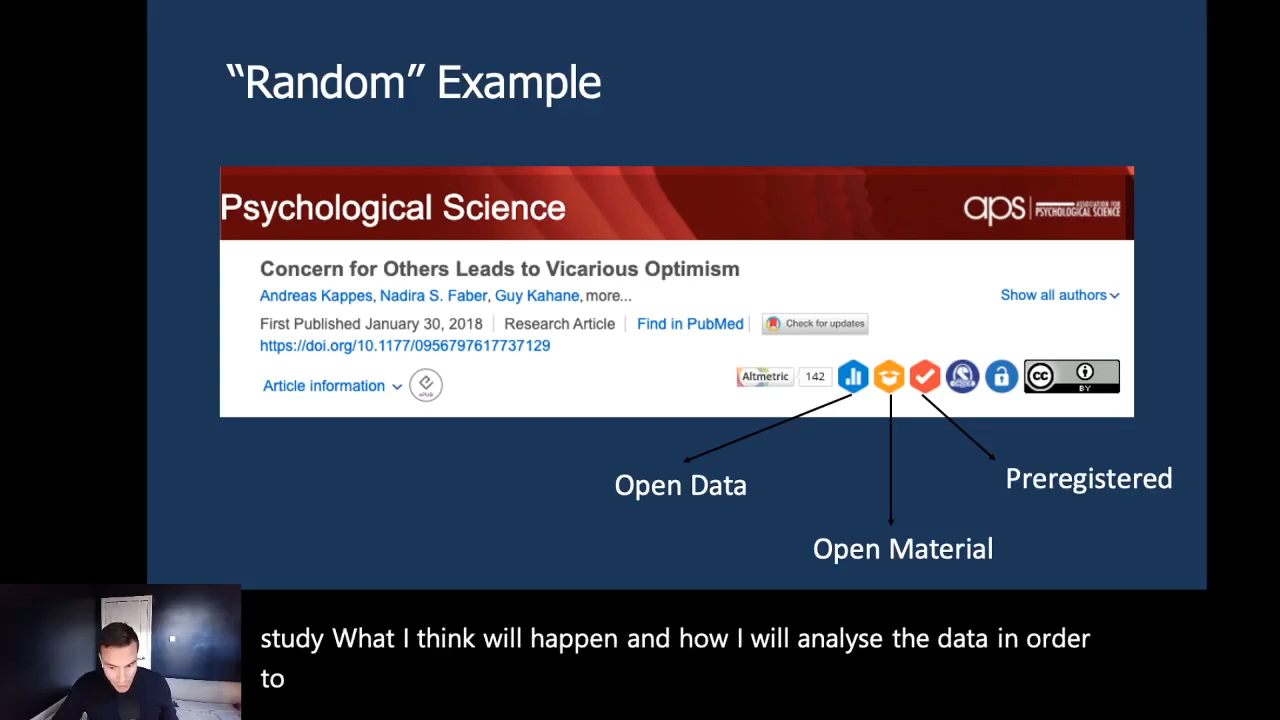 “Random” Example
Psychological Science
aps ASSOCIATION FOR
PSYCHOLOGICAL SCIENCE
Concern for Others Leads to Vicarious Optimism
Andreas Kappes, Nadira S. Faber, Guy Kahane, more...
Show all authors
First Published January 30, 2018 | Research Article | Find in PubMed | Check for updates
https://doi.org/10.1177/0956797617737129
Article information
ePUB
Altmetric 142
cc BY
Open Data
Preregistered
Open Material
study What I think will happen and how I will analyse the data in order
to